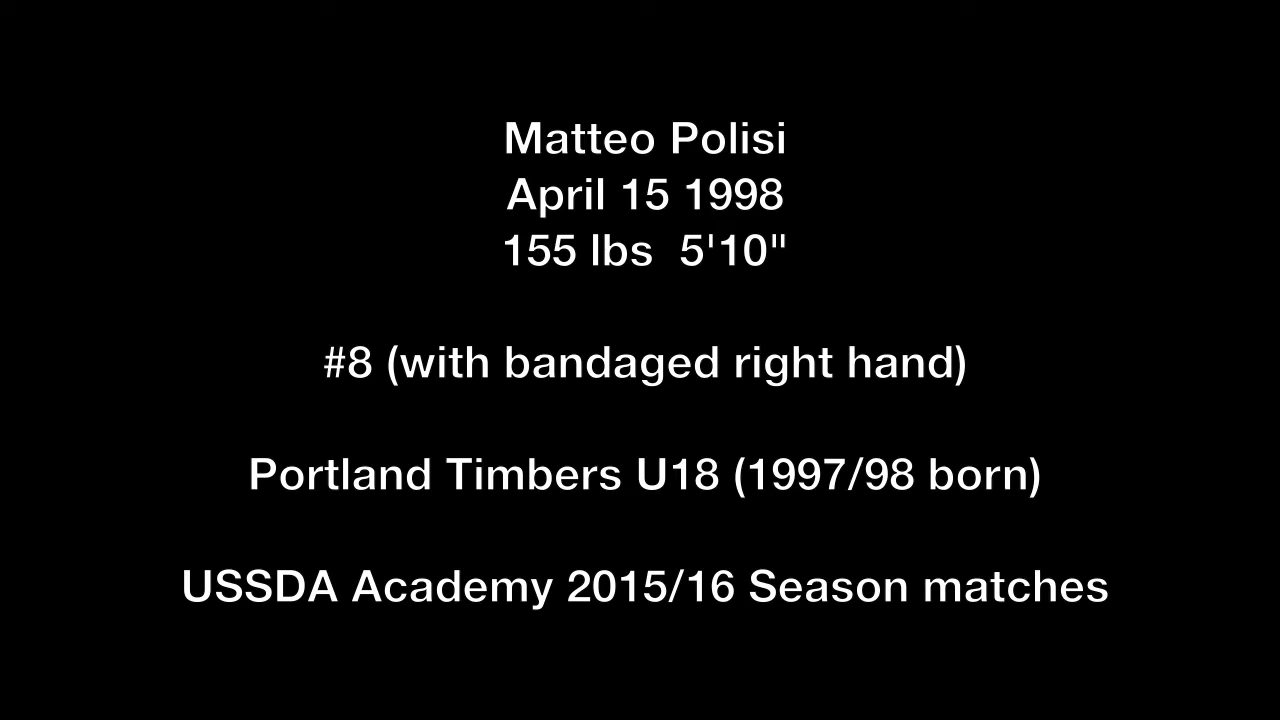 Matteo Polisi
April 15 1998
155 lbs  5'10"
#8 (with bandaged right hand)
Portland Timbers U18 (1997/98 born)
USSDA Academy 2015/16 Season matches